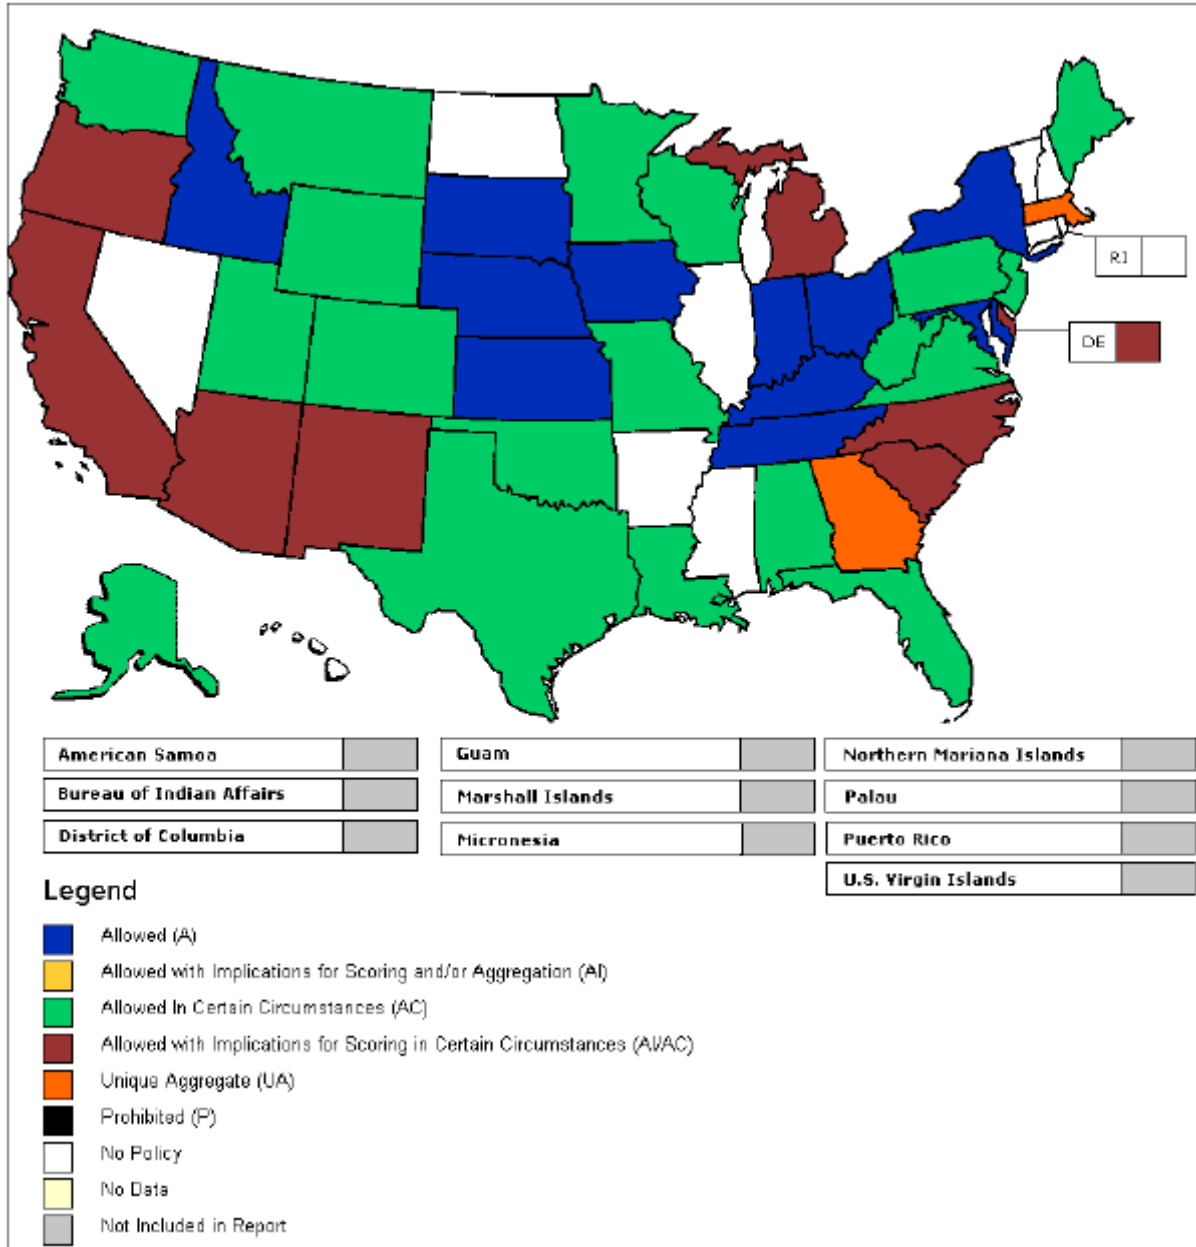 RI
DE
American Samoa
Guam
Northern Mariana Islands
Bureau of Indian Affairs
Marshall Islands
Palau
District of Columbia
Micronesia
Puerto Rico
U.S. Virgin Islands
Legend
Allowed (A)
Allowed with Implications for Scoring and/or Aggregation (AI)
Allowed In Certain Circumstances (AC)
Allowed with Implications for Scoring in Certain Circumstances (AI/AC)
Unique Aggregate (UA)
Prohibited (P)
No Policy
No Data
Not Included in Report